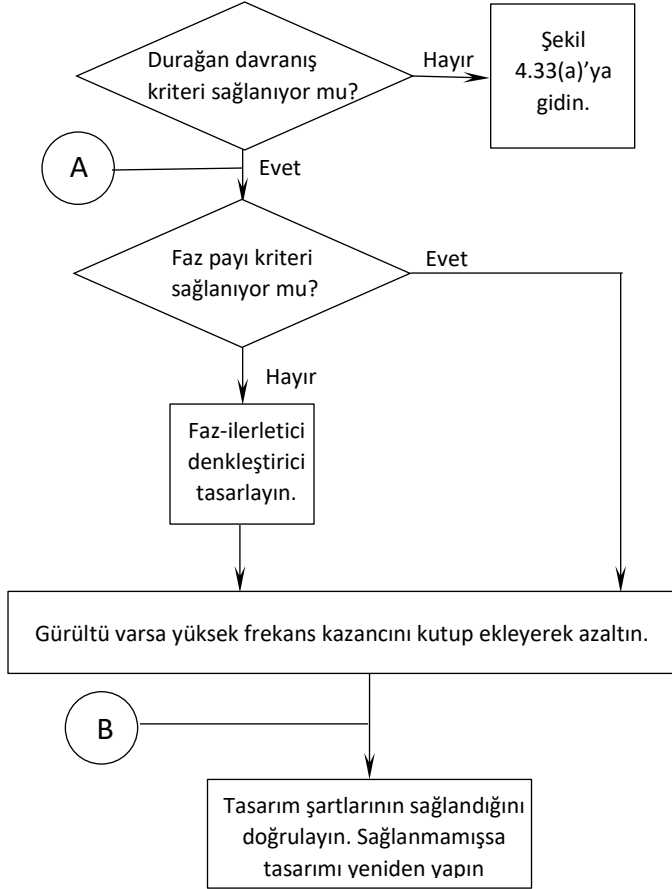 Durağan davranış
kriteri sağlanıyor mu?
Hayır
Şekil
4.33(a)’ya
gidin.
A
Evet
Faz payı kriteri
sağlanıyor mu?
Evet
Hayır
Faz-ilerletici
denkleştirici
tasarlayın.
Gürültü varsa yüksek frekans kazancını kutup ekleyerek azaltın.
B
Tasarım şartlarının sağlandığını
doğrulayın. Sağlanmamışsa
tasarımı yeniden yapın